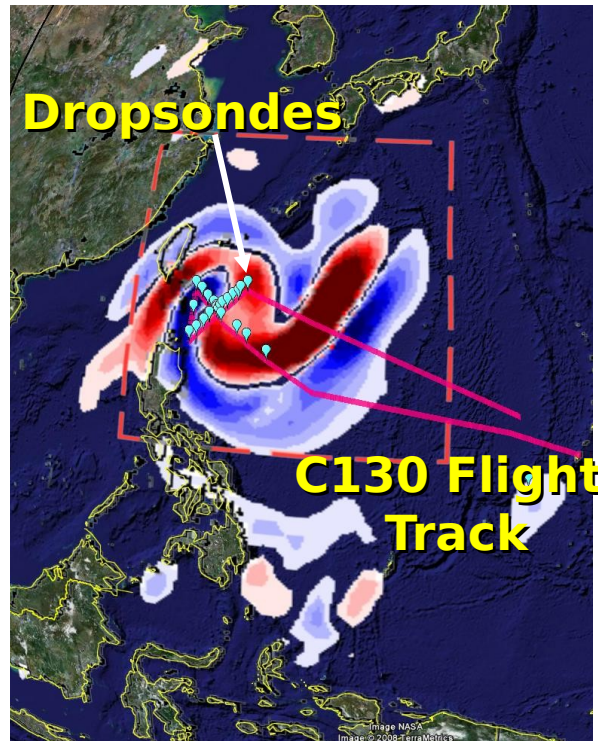 Dropsondes
C130 Flight
Track
Image NASA
Image © 2008 TerraMetrics